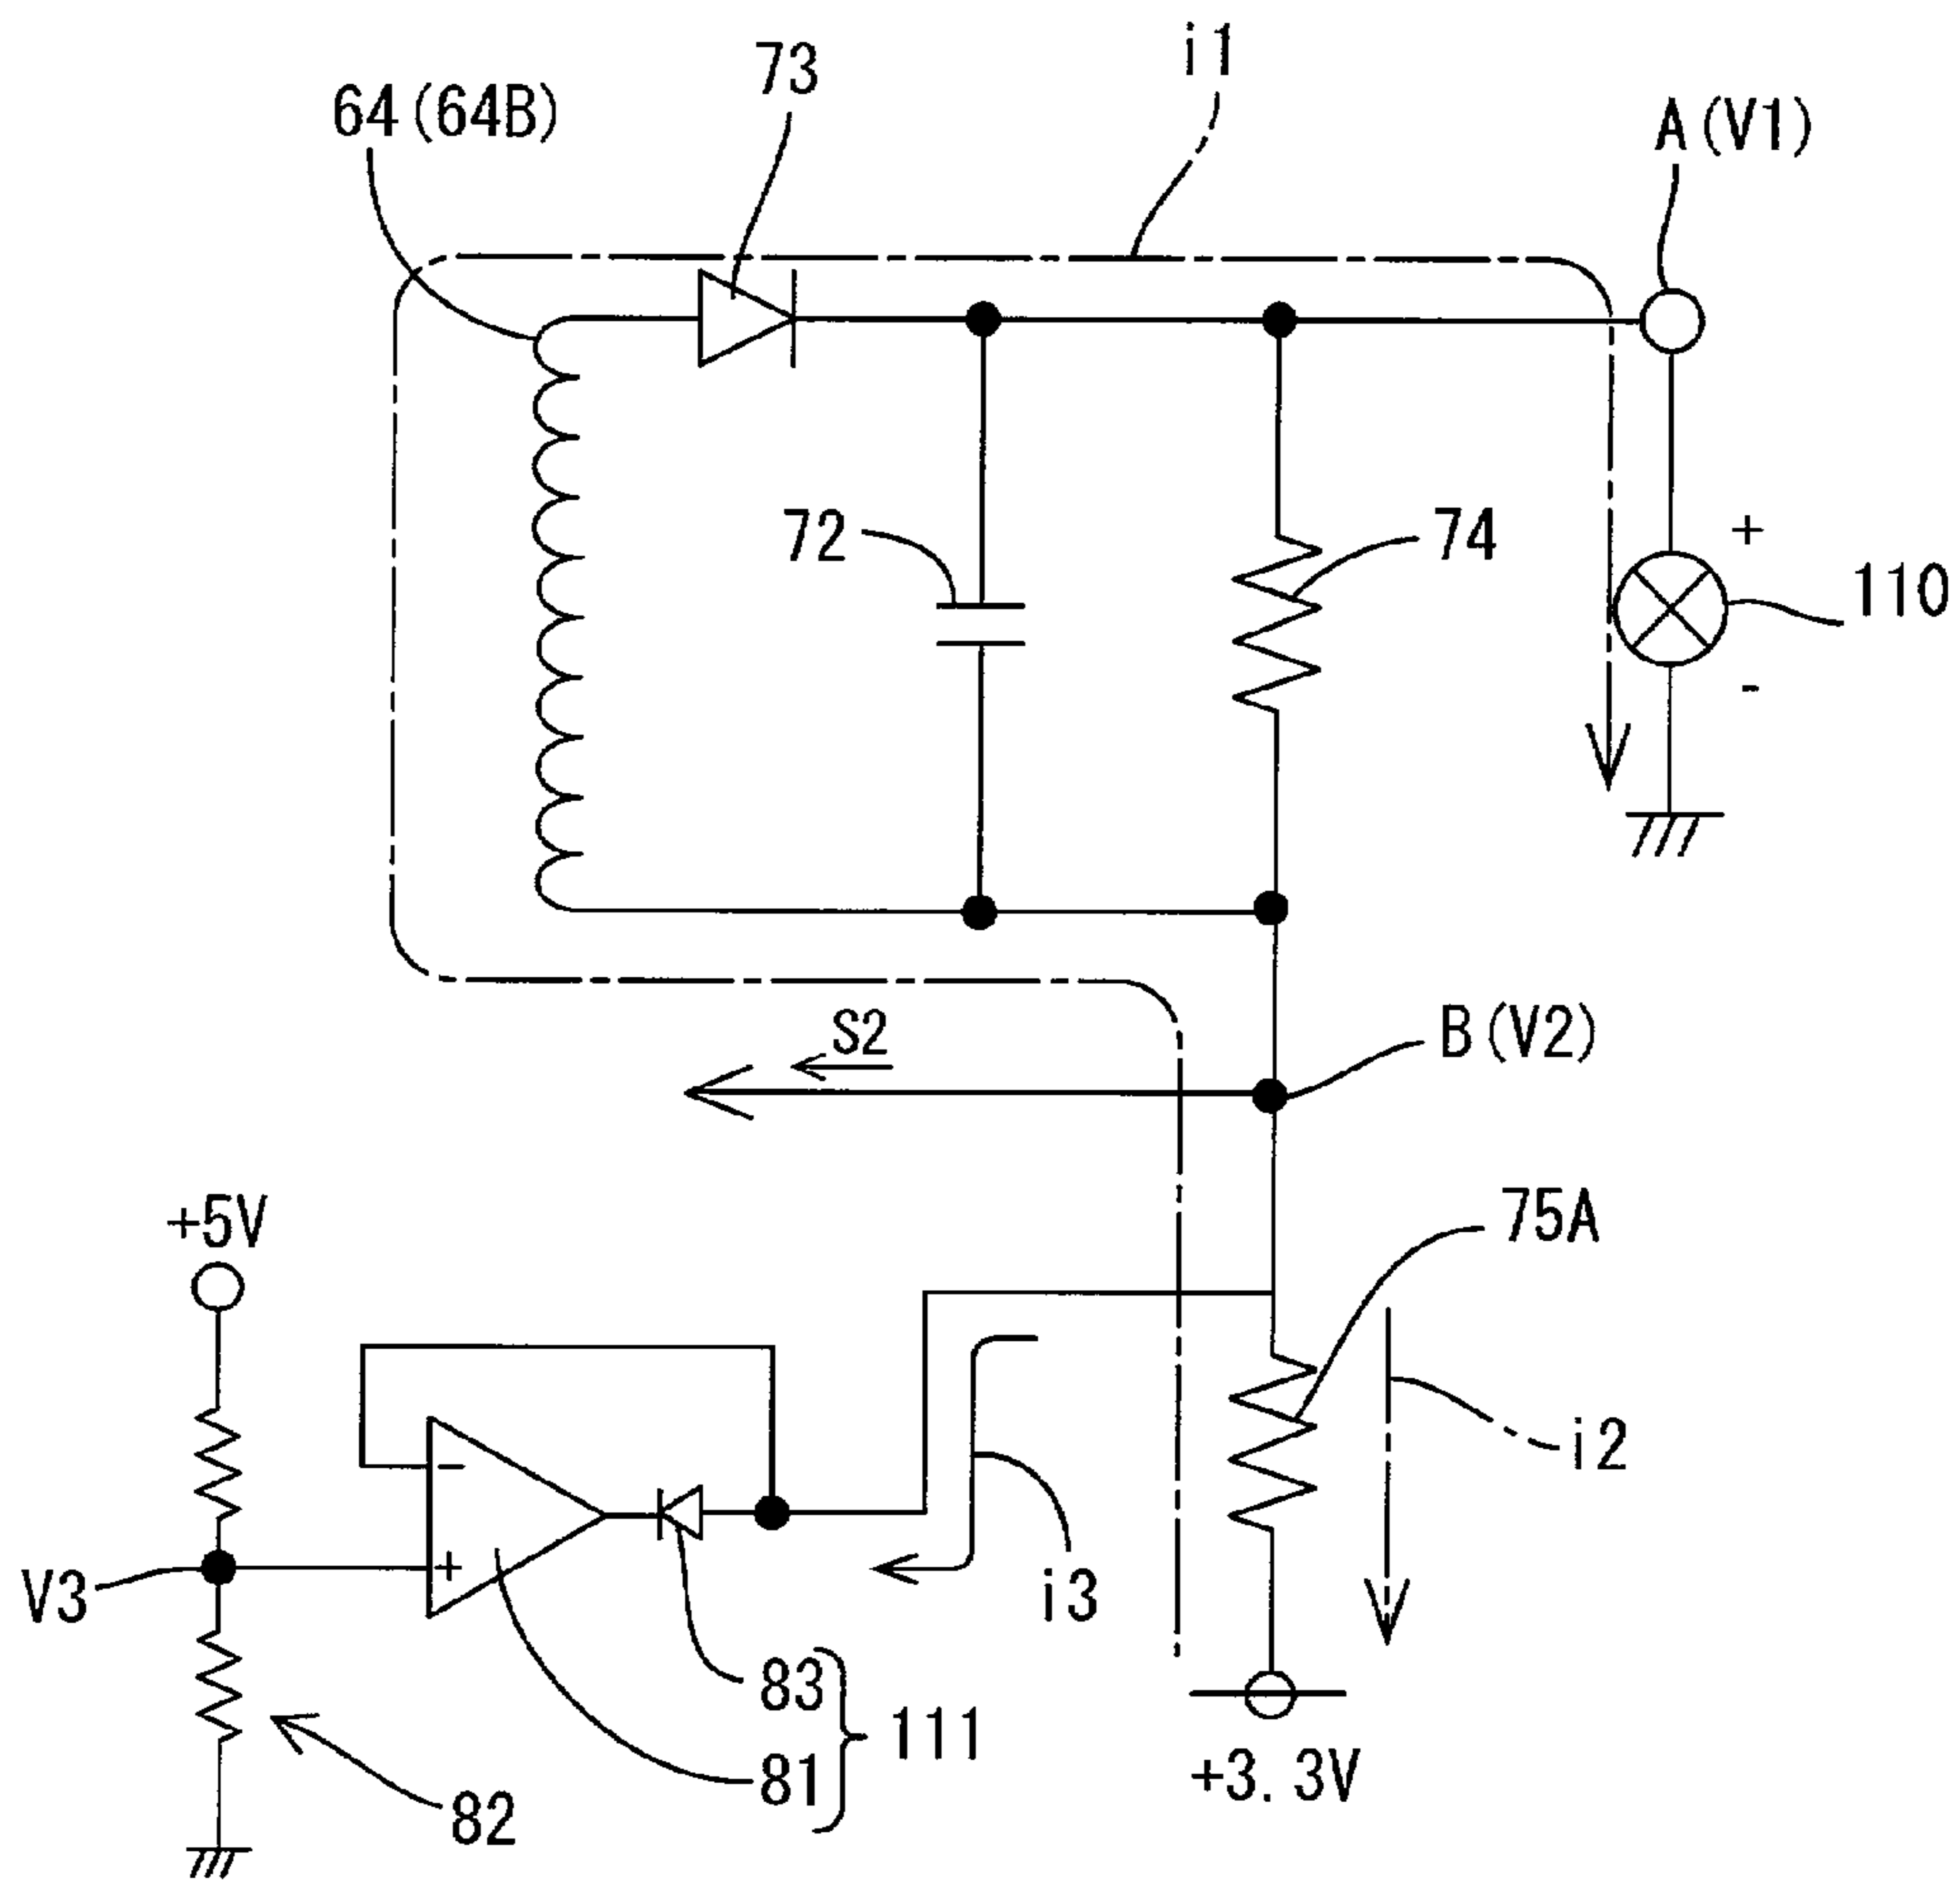 i1
73
64(64B)
A(V1)
72
74
+
110
-
S2
B(V2)
+5V
75A
-
i2
+
V3
i3
83
111
81
+3.3V
82